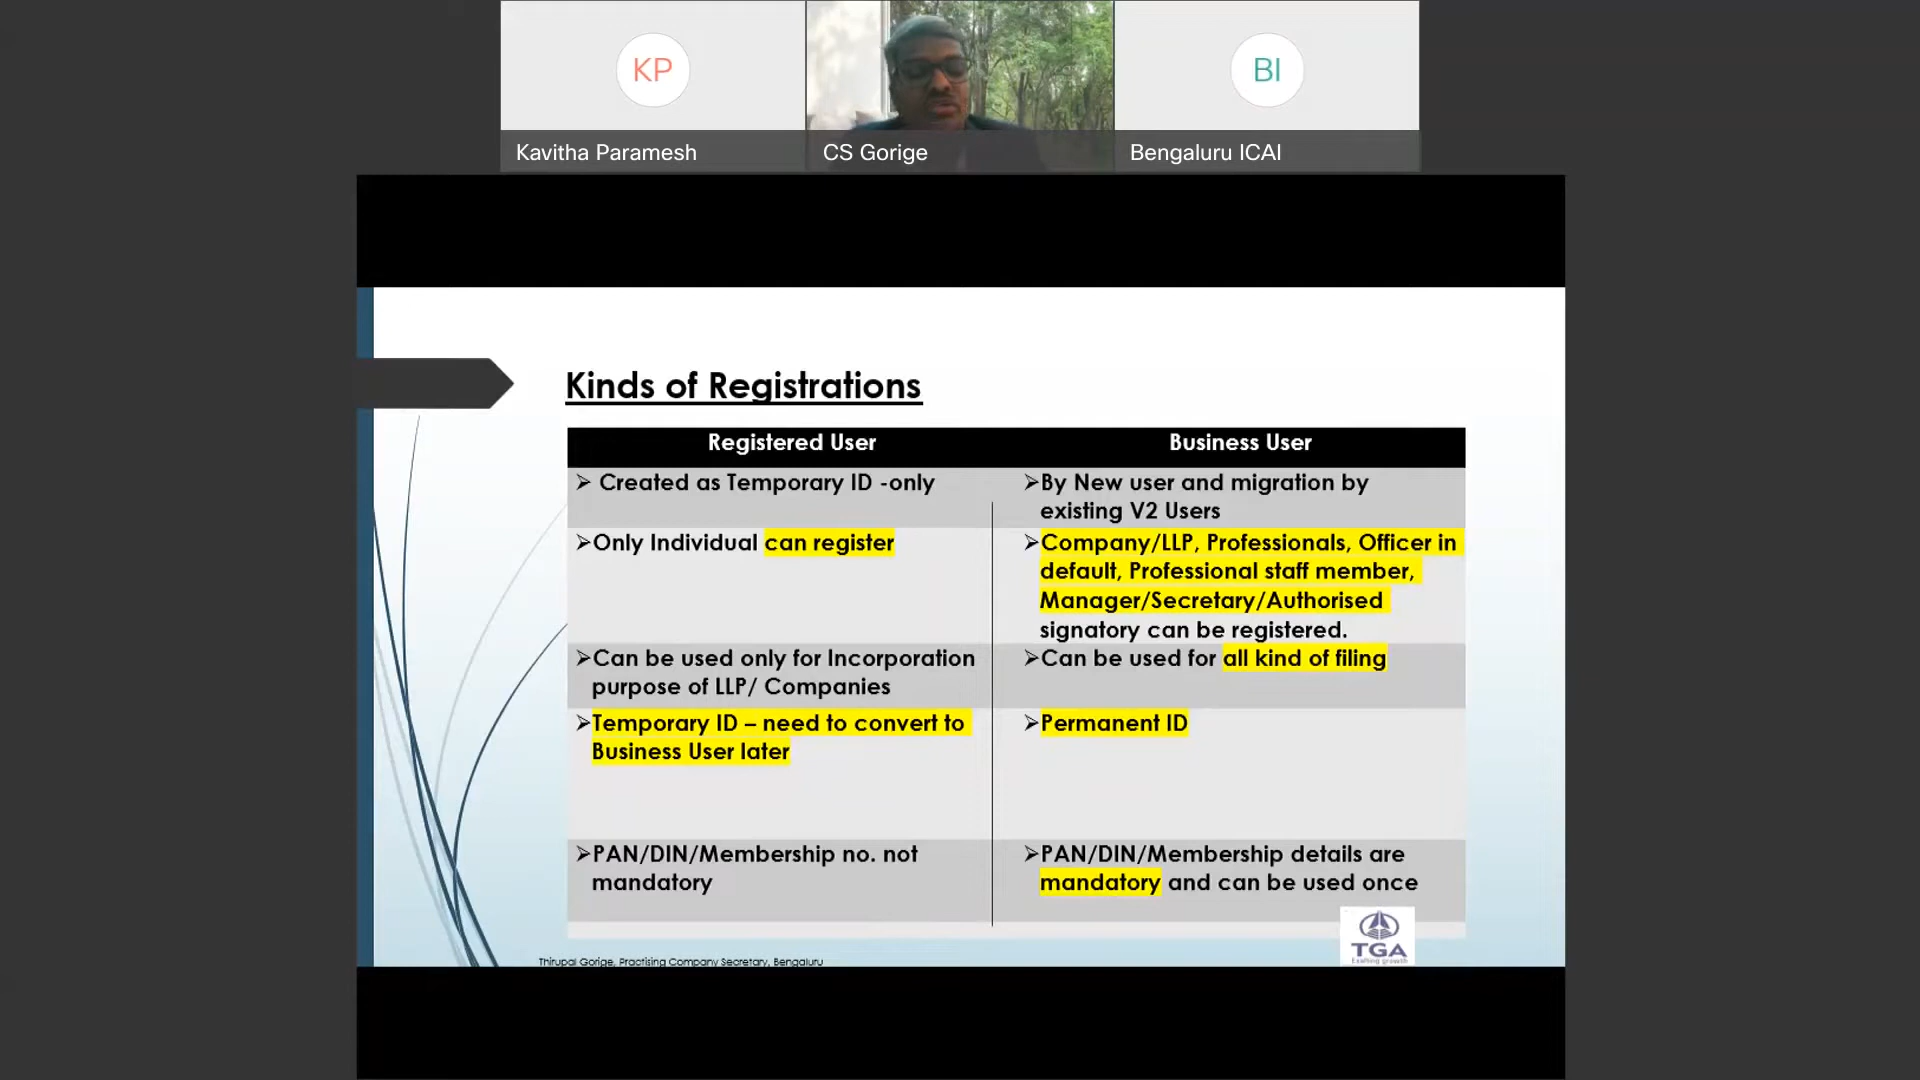 KP
BI
Kavitha Paramesh
CS Gorige
Bengaluru ICAI
Kinds of Registrations
Registered User
Business User
Created as Temporary ID -only
By New user and migration by
existing V2 Users
Only Individual can register
Company/LLP, Professionals, Officer in
default, Professional staff member,
Manager/Secretary/Authorised
signatory can be registered.
Can be used only for Incorporation
purpose of LLP/ Companies
Can be used for all kind of filing
Temporary ID – need to convert to
Business User later
Permanent ID
PAN/DIN/Membership no. not
mandatory
PAN/DIN/Membership details are
mandatory and can be used once
TGA
Exalting growth
Thirupal Gorige, Practising Company Secretary, Bengaluru